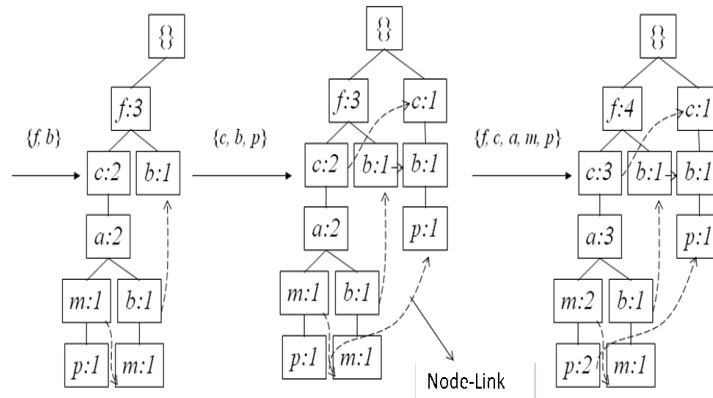 {}
f:3
{f, b}
c:2 b:1
a:2
m:1 b:1
p:1 m:1
{}
f:3 c:1
{c, b, p}
c:2 b:1 b:1
a:2 p:1
m:1 b:1
p:1 m:1
Node-Link
{}
f:4 c:1
{f, c, a, m, p}
c:3 b:1 b:1
a:3 p:1
m:2 b:1
p:2 m:1